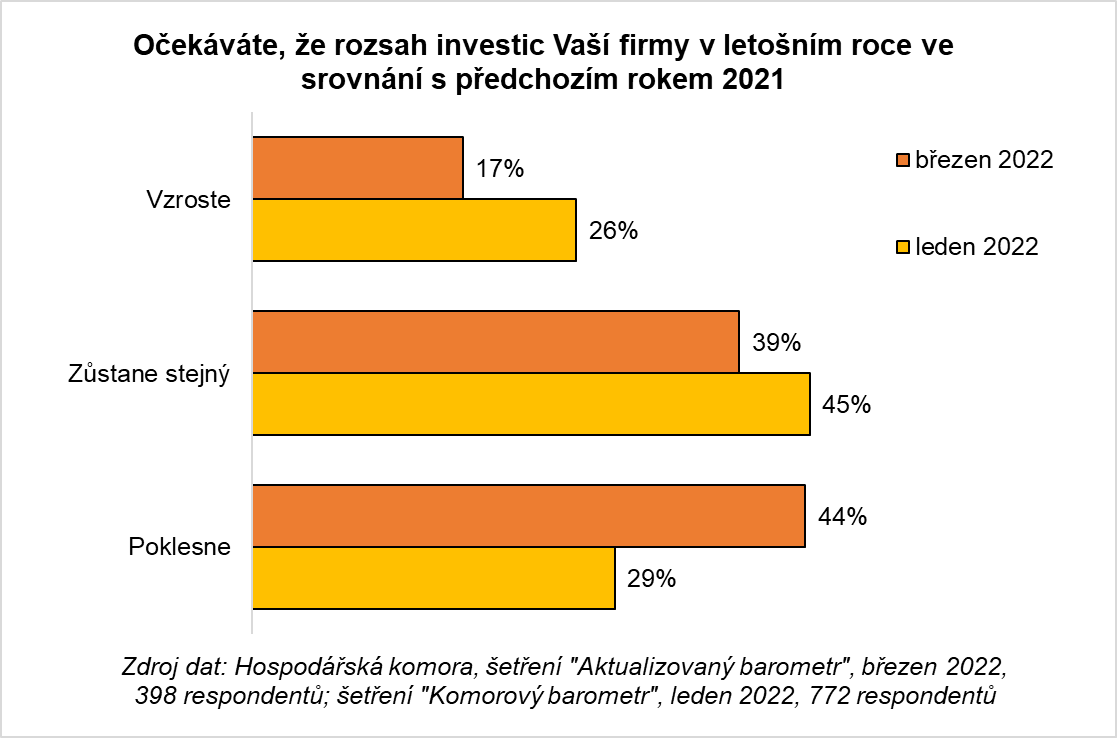 Očekáváte, že rozsah investic Vaší firmy v letošním roce ve
srovnání s předchozím rokem 2021
březen 2022
leden 2022
Vzroste
17%
26%
Zůstane stejný
39%
45%
Poklesne
44%
29%
Zdroj dat: Hospodářská komora, šetření "Aktualizovaný barometr", březen 2022,
398 respondentů; šetření "Komorový barometr", leden 2022, 772 respondentů